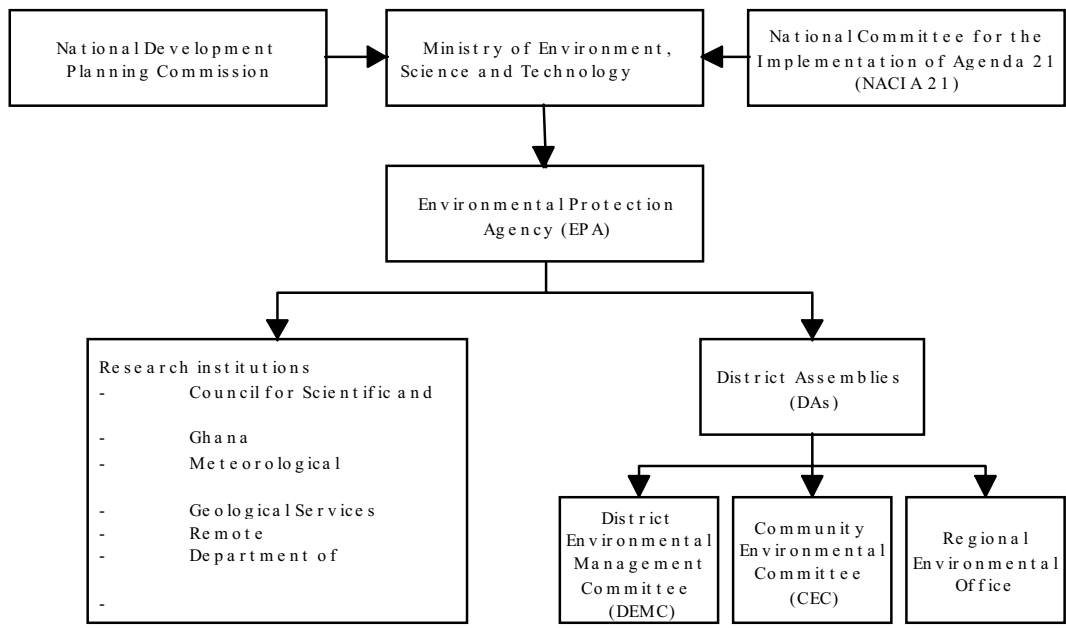 National Development
Planning Commission
Ministry of Environment,
Science and Technology
National Committee for the
Implementation of Agenda 21
(NACIA 21)
Environmental Protection
Agency (EPA)
Research institutions
- Council for Scientific and
- Ghana
- Meteorological
- Geological Services
- Remote
- Department of
-
District Assemblies
(DAs)
District
Environmental
Management
Committee
(DEMC)
Community
Environmental
Committee
(CEC)
Regional
Environmental
Office